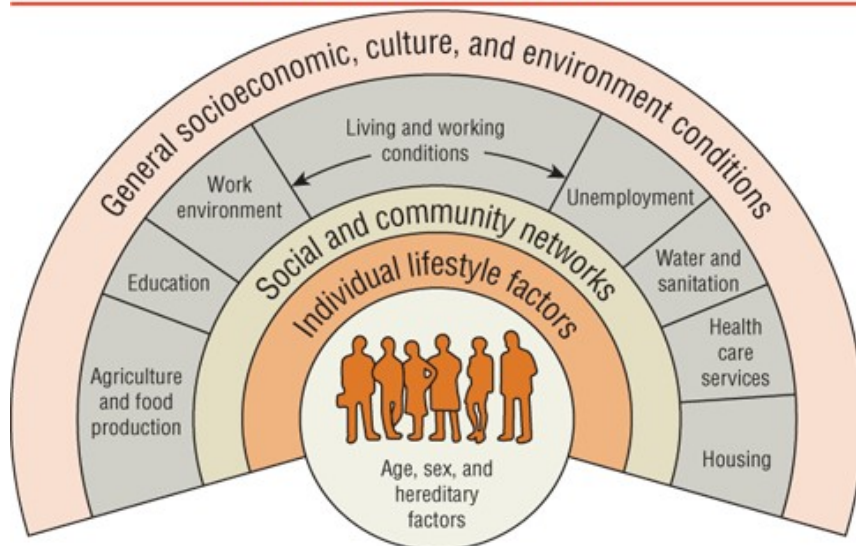 General socioeconomic, culture, and environment conditions
Living and working
conditions
Work
environment
Unemployment
Education
Water and
sanitation
Agriculture
and food
production
Health
care
services
Housing
Social and community networks
Individual lifestyle factors
Age, sex, and
hereditary
factors